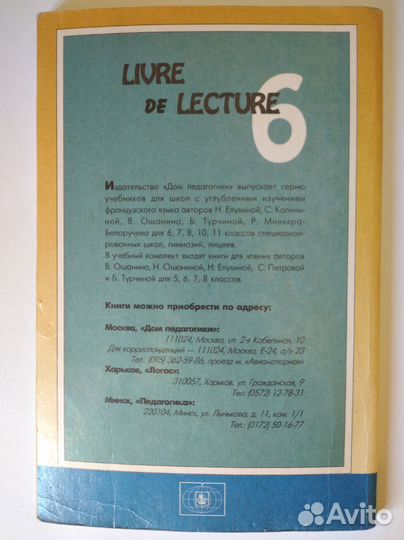 LIVRE
DE LECTURE
6
Издательство «Дом педагогики» выпускает серию
учебников для школ с углубленным изучением
французского языка авторов Н. Елухиной, С. Калини-
ной, В. Ошанина, Б. Турчиной, Р. Миньяра-
Белоручева для 6, 7, 8, 10, 11 классов специализи-
рованных школ, гимназий, лицеев.
В учебный комплект входят книги для чтения авторов
В. Ошанина, Н. Ошаниной, Н. Елухиной, С. Петровой
и Б. Турчиной для 5, 6, 7, 8 классов.
Книги можно приобрести по адресу:
Москва, «Дом педагогики»:
111024, Москва, ул. 2-я Кабельная, 10
Для корреспонденций — 111024, Москва, Е-24, а/я 23
Тел.: (095) 362-59-86, проезд м. «Авиамоторная»
Харьков, «Логос»:
310057, Харьков, ул. Гражданская, 9
Тел: (0572) 12-78-31
Минск, «Педагогика»:
220104, Минск, ул. Лынькова, д. 11, ком. 1/1
Тел.: (0172) 50-16-77
Avito